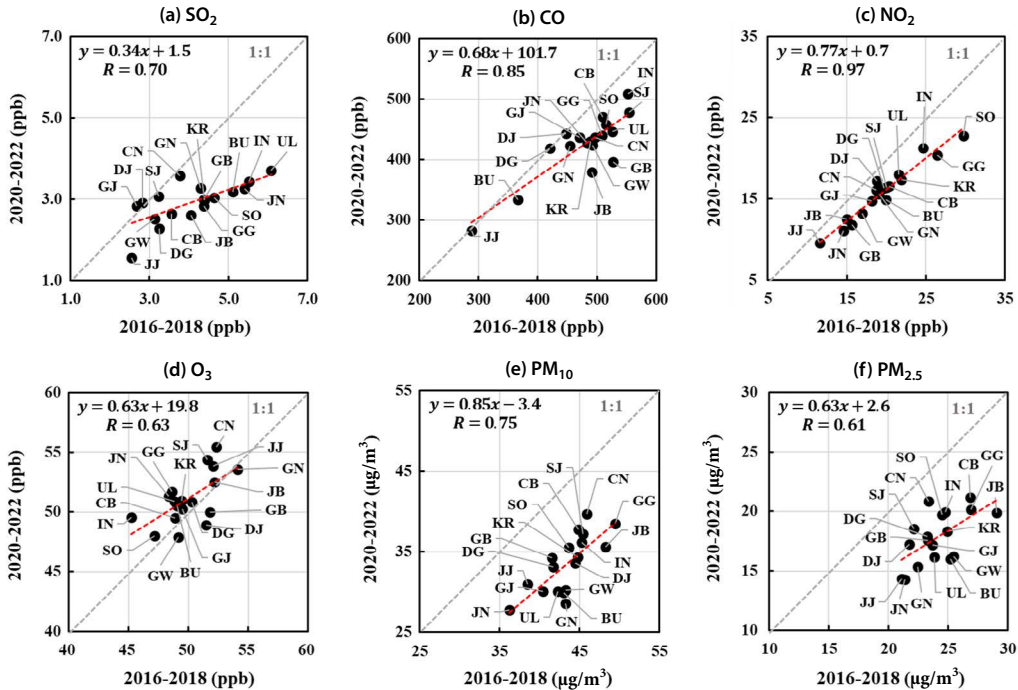 (a) SO2
y = 0.34x + 1.5
R = 0.70
1:1
7.0
5.0
3.0
1.0
1.0 3.0 5.0 7.0
KR
GN
CN
DJ SJ
GJ
GB
BU IN UL
GW
JJ
DG
CB
JB
GG
SO
JN
2020-2022 (ppb)
2016-2018 (ppb)
(b) CO
y = 0.68x + 101.7
R = 0.85
1:1
600
500
400
300
200
200 300 400 500 600
IN
CB
SO
SJ
JN
GG
GJ
DJ
UL
DG
CN
GN
GW
BU
KR
JB
JJ
2020-2022 (ppb)
2016-2018 (ppb)
(c) NO2
y = 0.77x + 0.7
R = 0.97
1:1
35
25
15
5
5 15 25 35
IN
SO
UL
SJ
DG
DJ
GG
CN
KR
GJ
CB
JB
BU
JJ
GN
JN
GW
GB
2020-2022 (ppb)
2016-2018 (ppb)
(d) O3
y = 0.63x + 19.8
R = 0.63
1:1
60
55
50
45
40
40 45 50 55 60
CN
SJ
JJ
KR
GG
JN
GN
UL
JB
CB
GB
IN
DG DJ
SO
GJ
GW BU
2020-2022 (ppb)
2016-2018 (ppb)
(e) PM10
y = 0.85x − 3.4
R = 0.75
1:1
55
45
35
25
25 35 45 55
SJ
CN
CB
GG
SO
KR
JB
GB
IN
DG
DJ
JJ
GJ
GW
JN
UL
GN
BU
2020-2022 (µg/m3)
2016-2018 (µg/m3)
(f) PM2.5
y = 0.63x + 2.6
R = 0.61
1:1
30
25
20
15
10
10 15 20 25 30
GG
SO
CB
IN
CN
JB
SJ
DG
KR
GB
GJ
DJ
GW
JJ
JN
GN
UL
BU
2020-2022 (µg/m3)
2016-2018 (µg/m3)